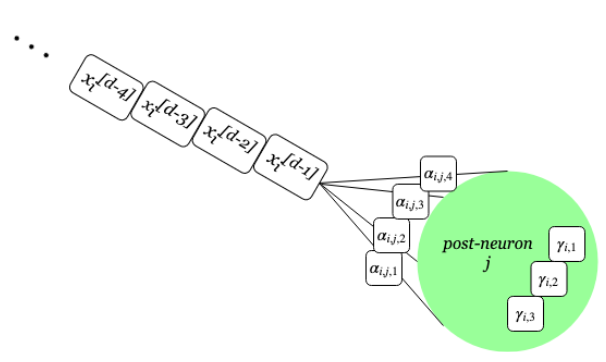 ...
x_i^[d-4]
x_i^[d-3]
x_i^[d-2]
x_i^[d-1]
α_{i,j,4}
α_{i,j,3}
α_{i,j,2}
α_{i,j,1}
post-neuron
j
γ_{i,1}
γ_{i,2}
γ_{i,3}